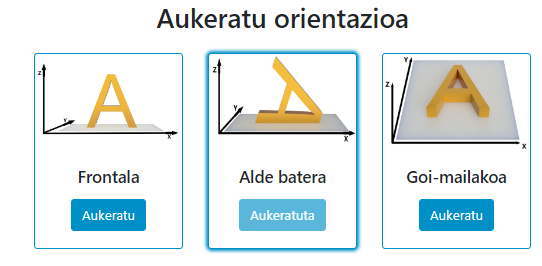 Aukeratu orientazioa
Z
Y
X
A
Frontala
Aukeratu
Z
Y
X
A
Alde batera
Aukeratuta
Y
Z
X
A
Goi-mailakoa
Aukeratu